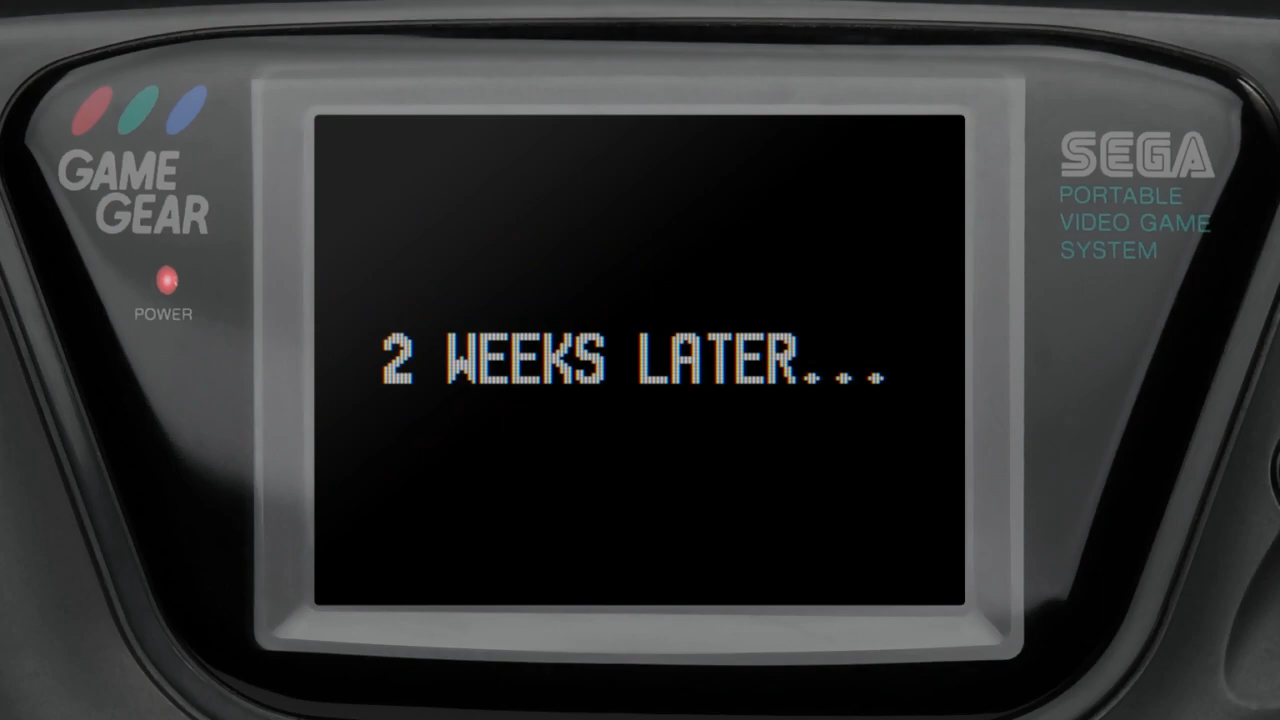 GAME
GEAR
POWER
2 WEEKS LATER...
SEGA
PORTABLE
VIDEO GAME
SYSTEM